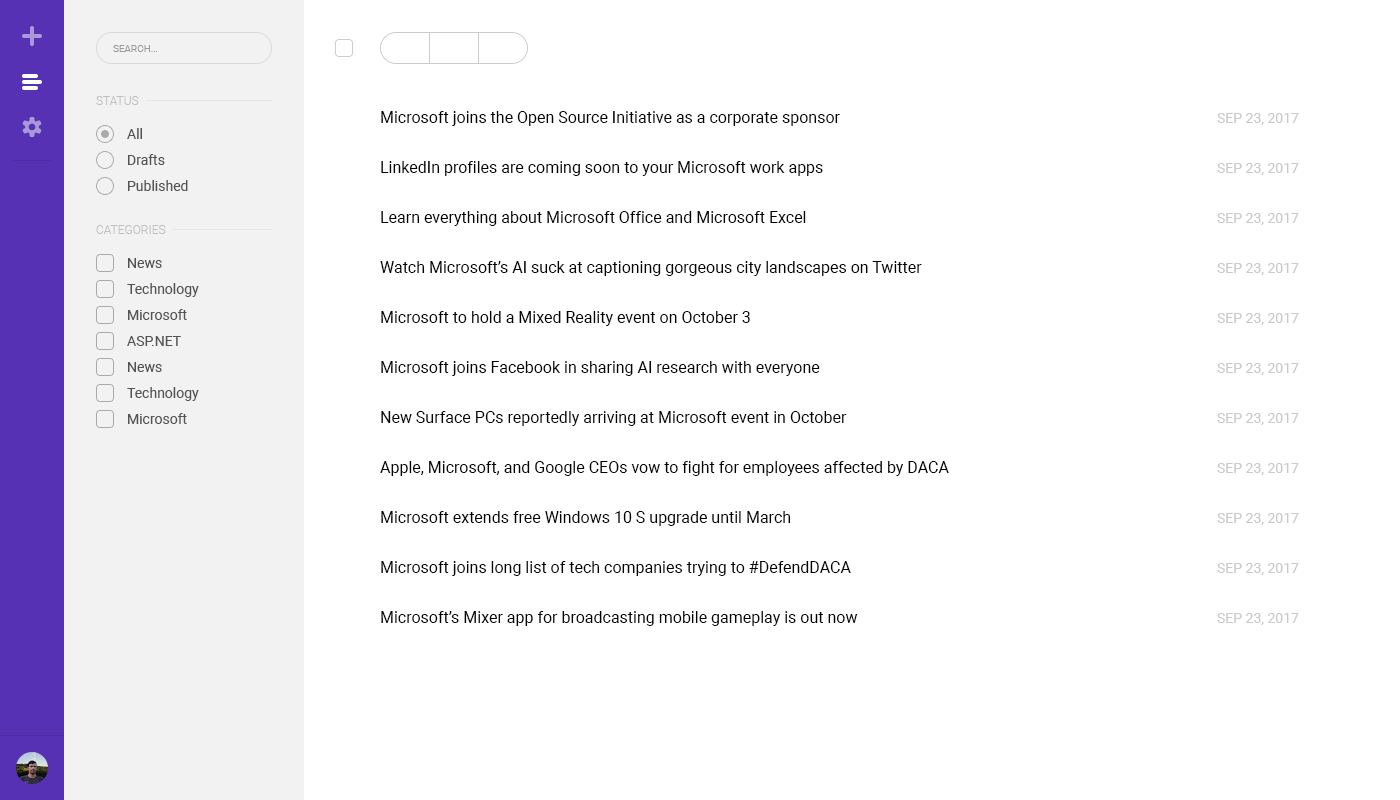 SEARCH...
STATUS
All
Drafts
Published
CATEGORIES
News
Technology
Microsoft
ASP.NET
News
Technology
Microsoft
Microsoft joins the Open Source Initiative as a corporate sponsor SEP 23, 2017
LinkedIn profiles are coming soon to your Microsoft work apps SEP 23, 2017
Learn everything about Microsoft Office and Microsoft Excel SEP 23, 2017
Watch Microsoft’s AI suck at captioning gorgeous city landscapes on Twitter SEP 23, 2017
Microsoft to hold a Mixed Reality event on October 3 SEP 23, 2017
Microsoft joins Facebook in sharing AI research with everyone SEP 23, 2017
New Surface PCs reportedly arriving at Microsoft event in October SEP 23, 2017
Apple, Microsoft, and Google CEOs vow to fight for employees affected by DACA SEP 23, 2017
Microsoft extends free Windows 10 S upgrade until March SEP 23, 2017
Microsoft joins long list of tech companies trying to #DefendDACA SEP 23, 2017
Microsoft’s Mixer app for broadcasting mobile gameplay is out now SEP 23, 2017